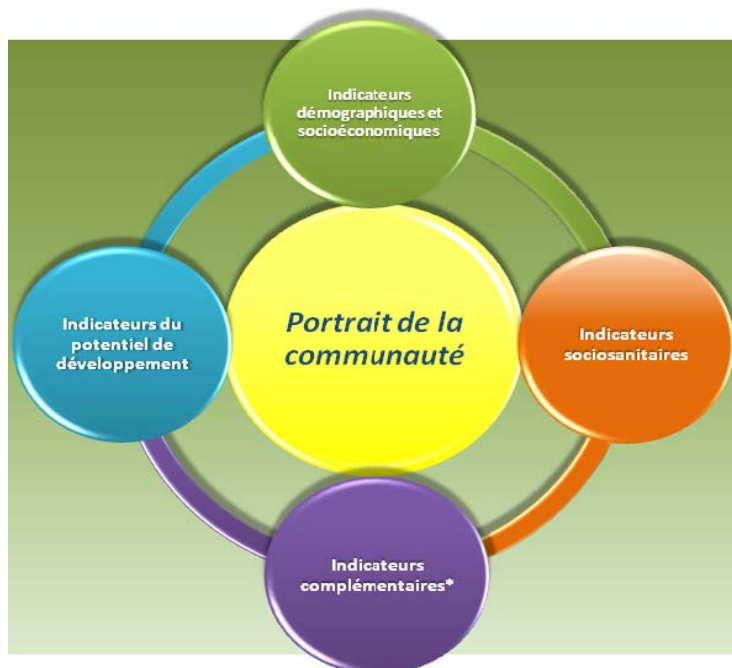 Indicateurs
démographiques et
socioéconomiques
Indicateurs du
potentiel de
développement
Portrait de la
communauté
Indicateurs
sociosanitaires
Indicateurs
complémentaires*